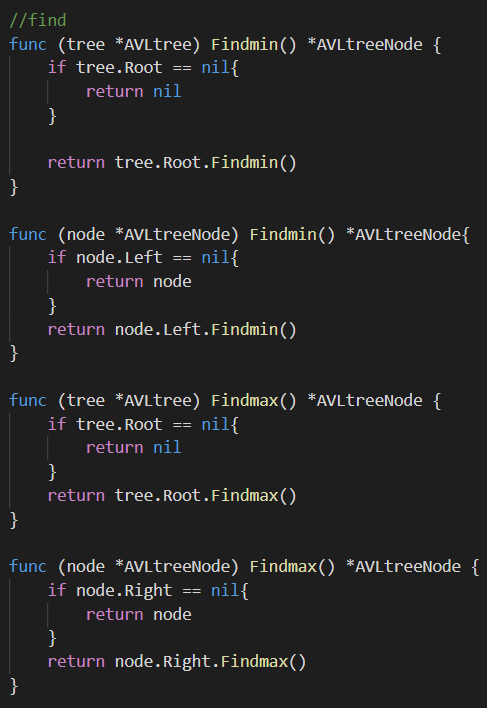 //find
func (tree *AVLtree) Findmin() *AVLtreeNode {
    if tree.Root == nil{
        return nil
    }

    return tree.Root.Findmin()
}

func (node *AVLtreeNode) Findmin() *AVLtreeNode{
    if node.Left == nil{
        return node
    }
    return node.Left.Findmin()
}

func (tree *AVLtree) Findmax() *AVLtreeNode {
    if tree.Root == nil{
        return nil
    }
    return tree.Root.Findmax()
}

func (node *AVLtreeNode) Findmax() *AVLtreeNode {
    if node.Right == nil{
        return node
    }
    return node.Right.Findmax()
}